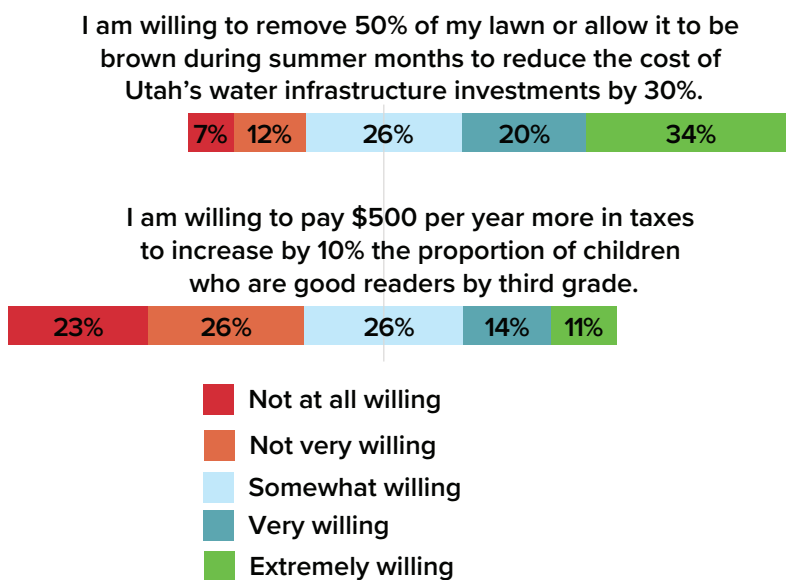 I am willing to remove 50% of my lawn or allow it to be
brown during summer months to reduce the cost of
Utah’s water infrastructure investments by 30%.
7% 12% 26% 20% 34%
I am willing to pay $500 per year more in taxes
to increase by 10% the proportion of children
who are good readers by third grade.
23% 26% 26% 14% 11%
Not at all willing
Not very willing
Somewhat willing
Very willing
Extremely willing